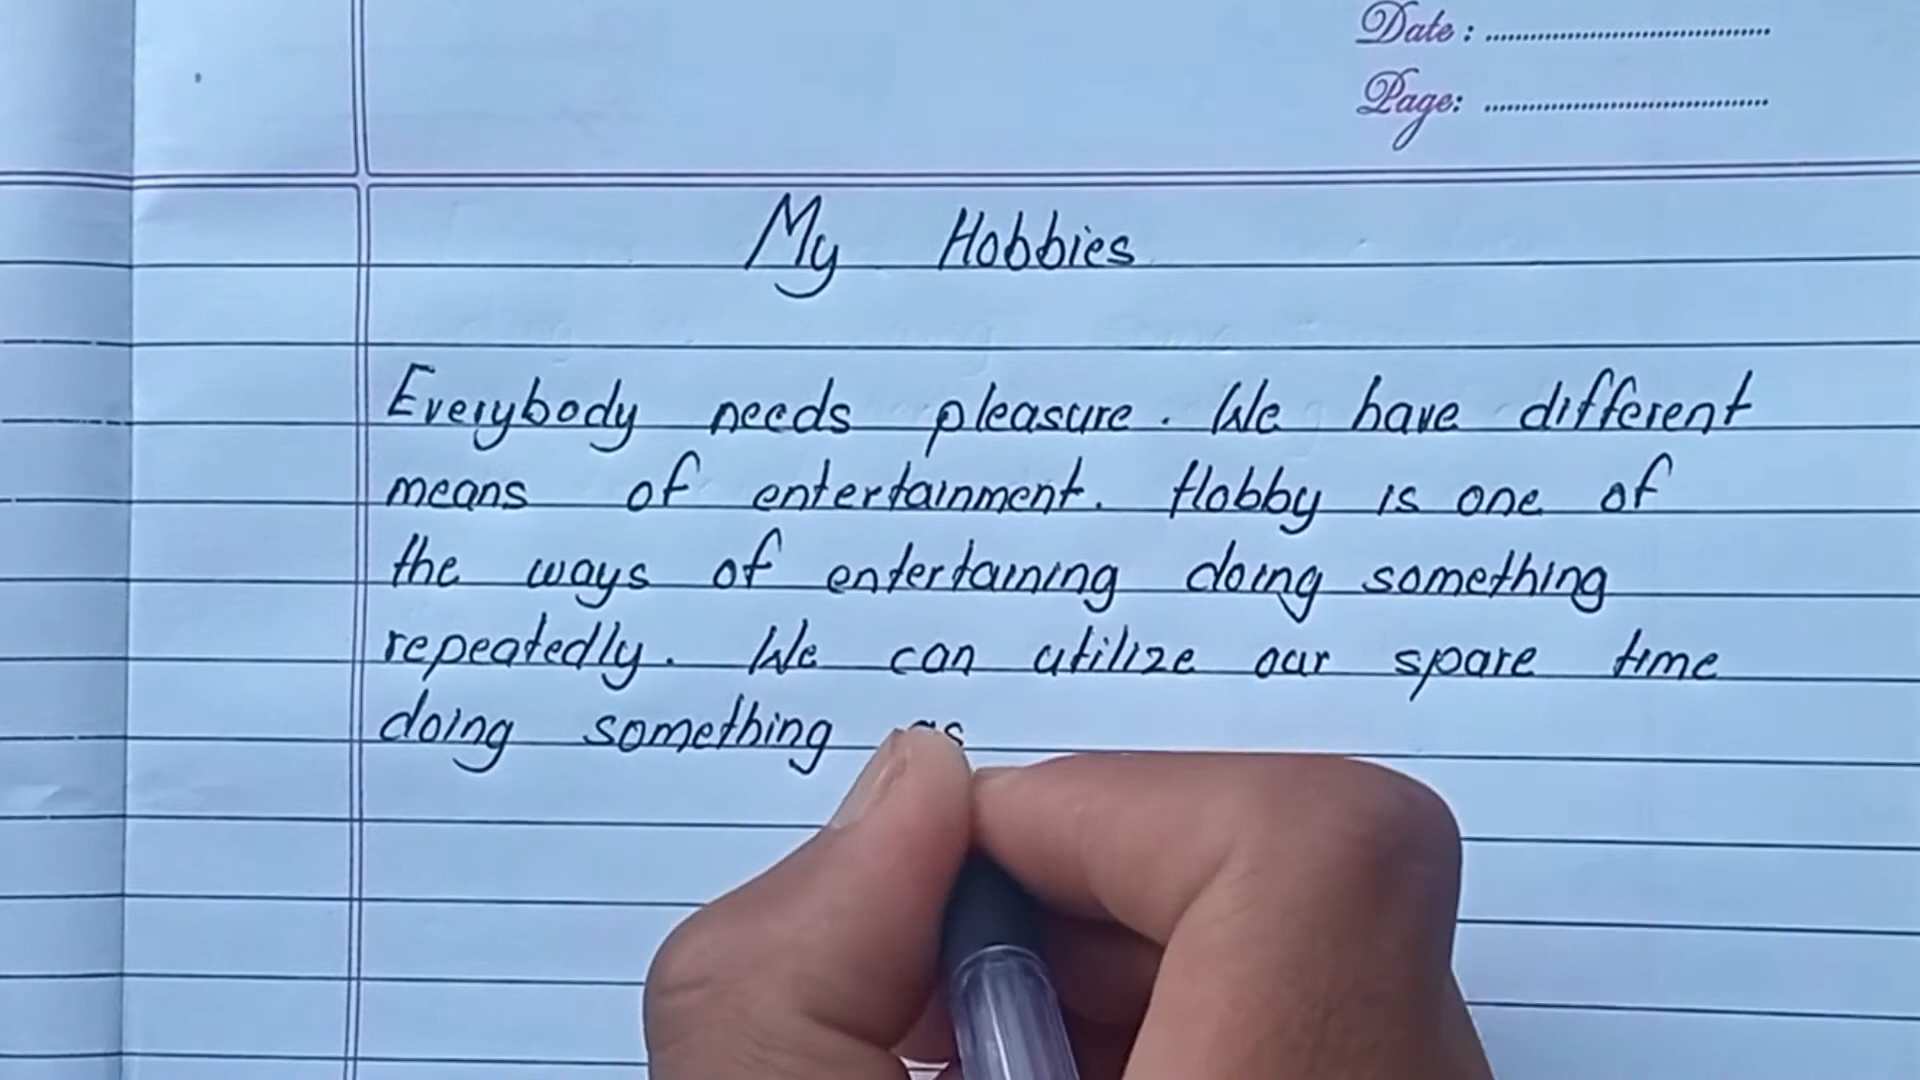 Date :
Page:
My Hobbies
Everybody needs pleasure. We have different
means of entertainment. Hobby is one of
the ways of entertaining doing something
repeatedly. We can utilize our spare time
doing something as